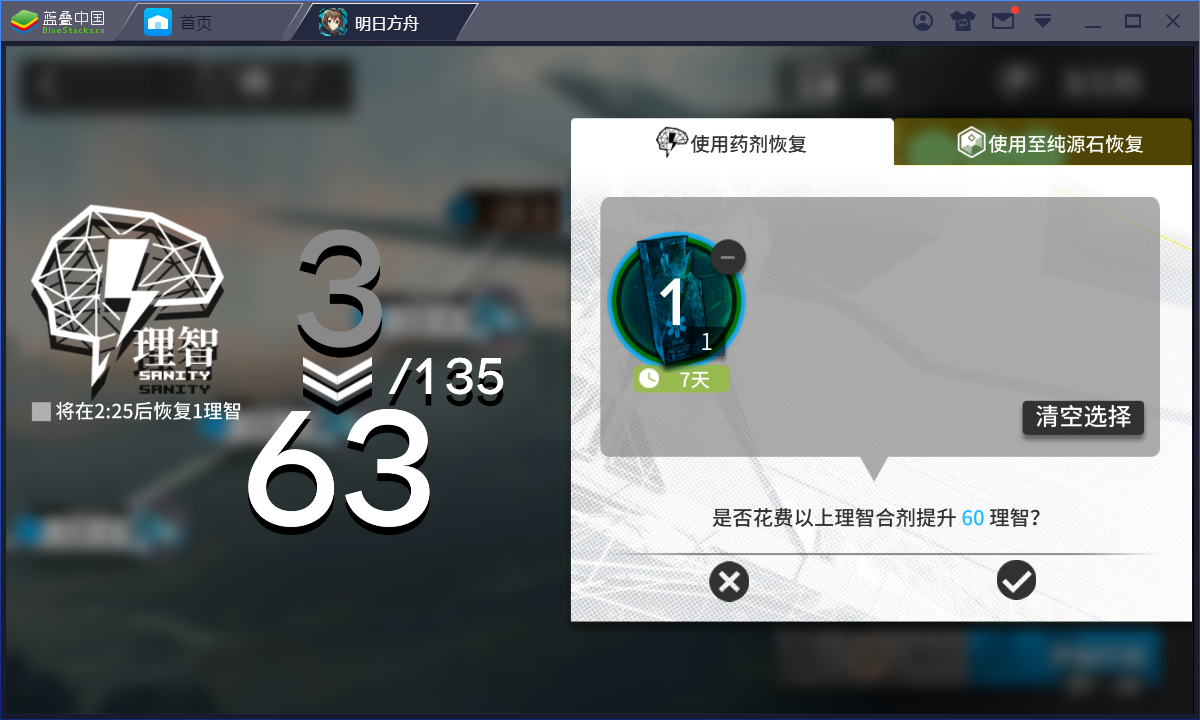 蓝叠中国
BlueStacks.cn
首页
明日方舟
使用药剂恢复
使用至纯源石恢复
3
/135
63
理智
SANITY
将在2:25后恢复1理智
1
1
7天
清空选择
是否花费以上理智合剂提升 60 理智?